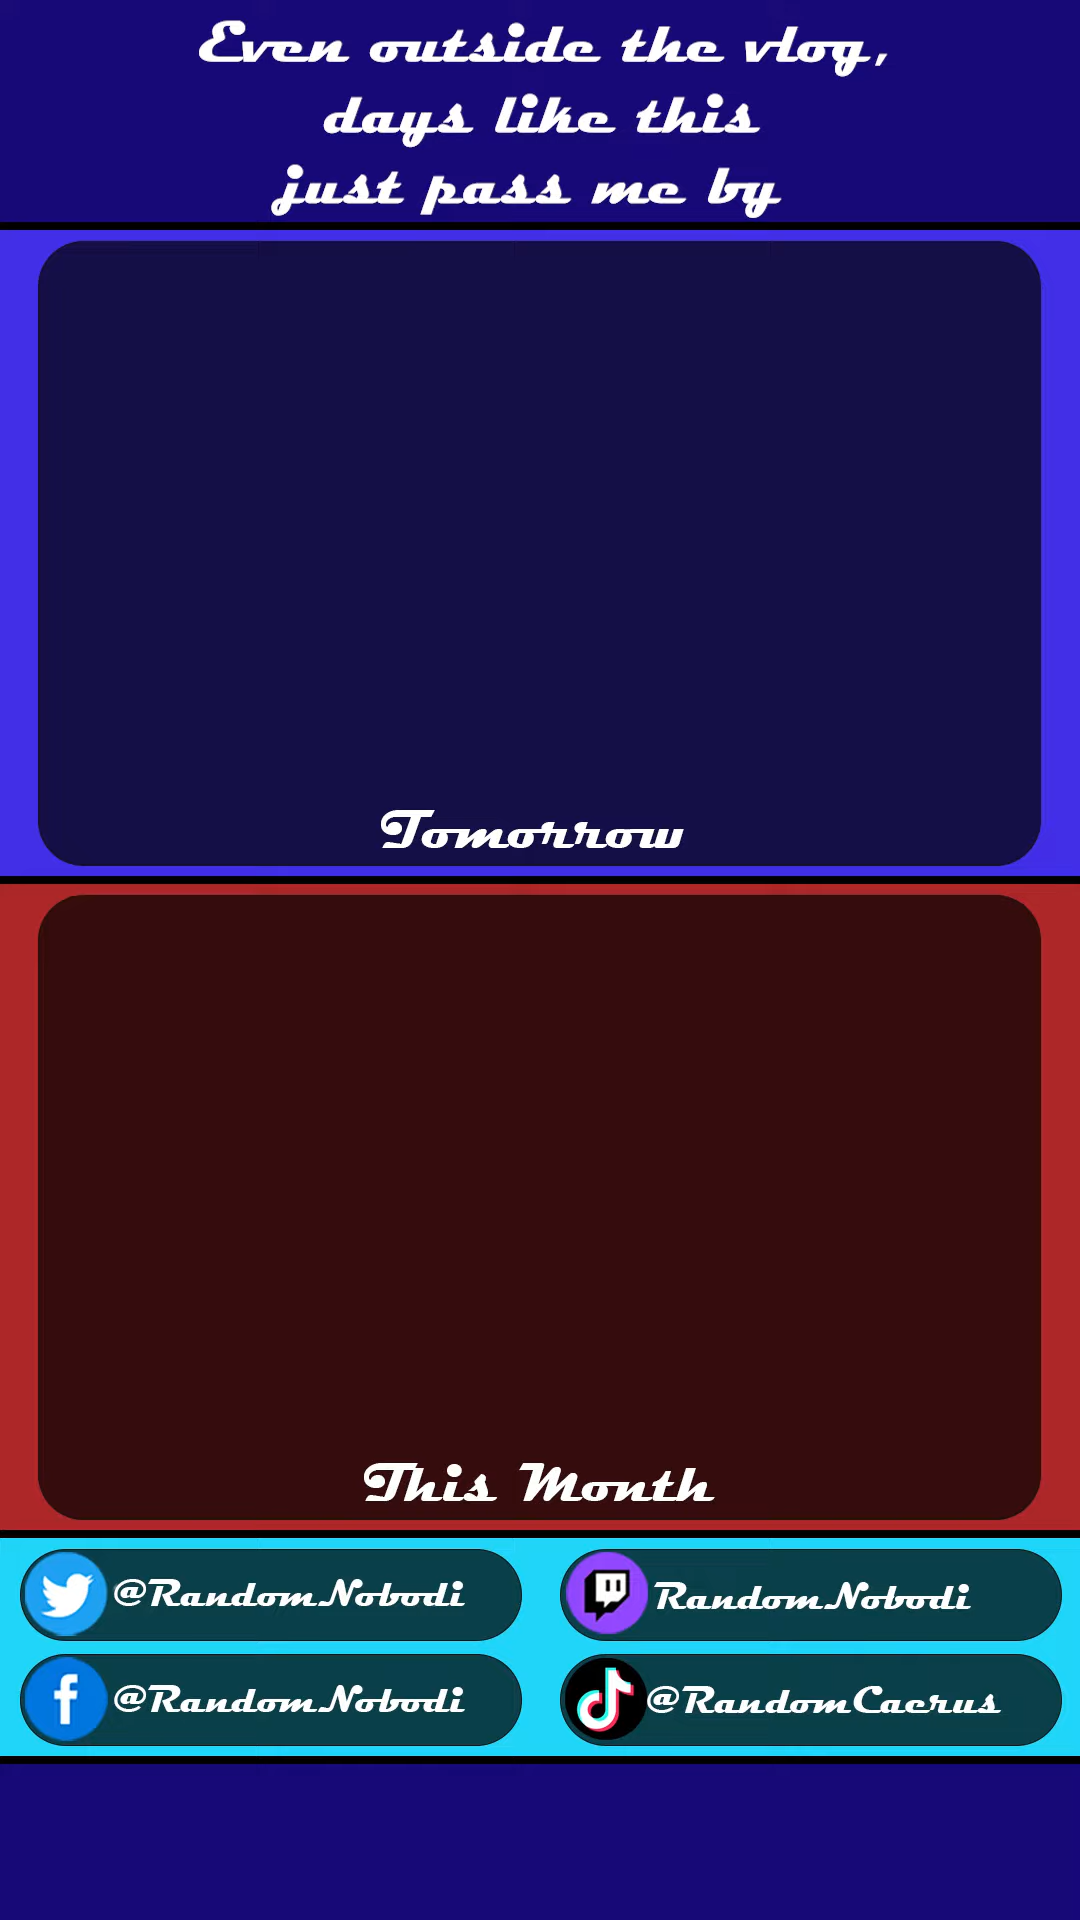 Even outside the vlog,
days like this
just pass me by
Tomorrow
This Month
@RandomNobodi
RandomNobodi
@RandomNobodi
@RandomCaerus